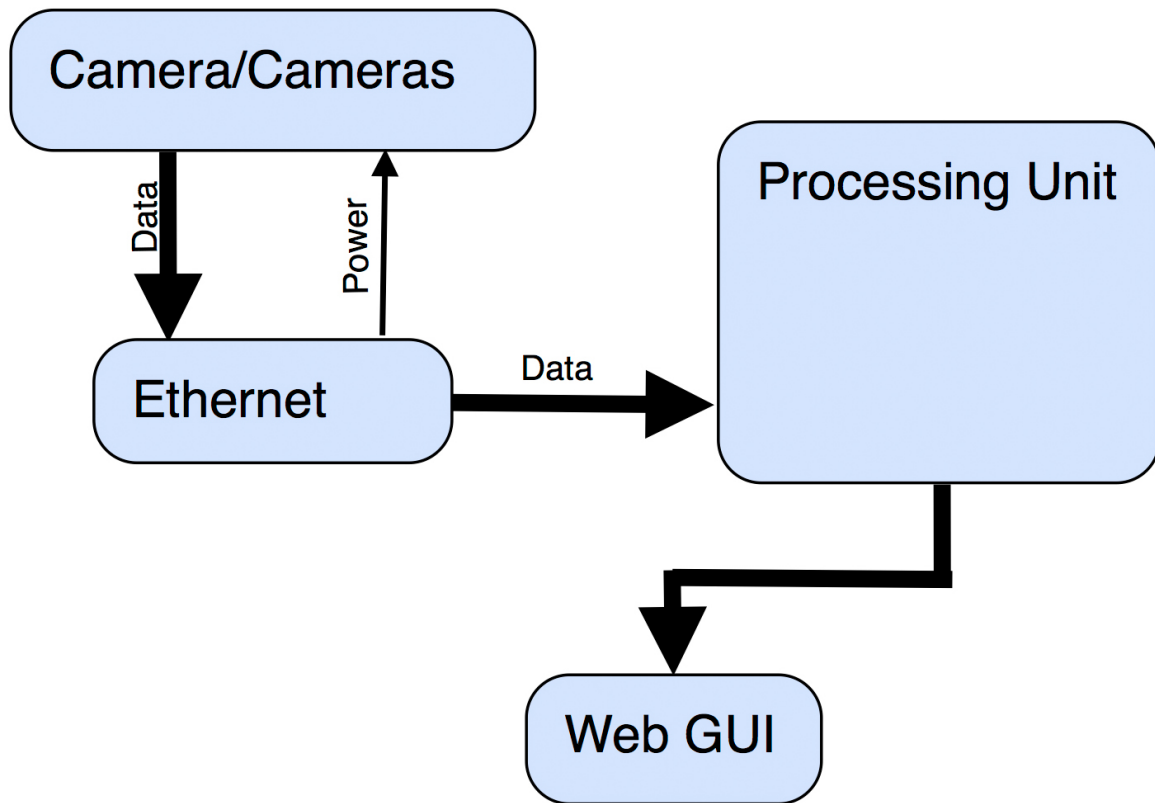 Camera/Cameras
Processing Unit
Data
Power
Ethernet
Data
Web GUI